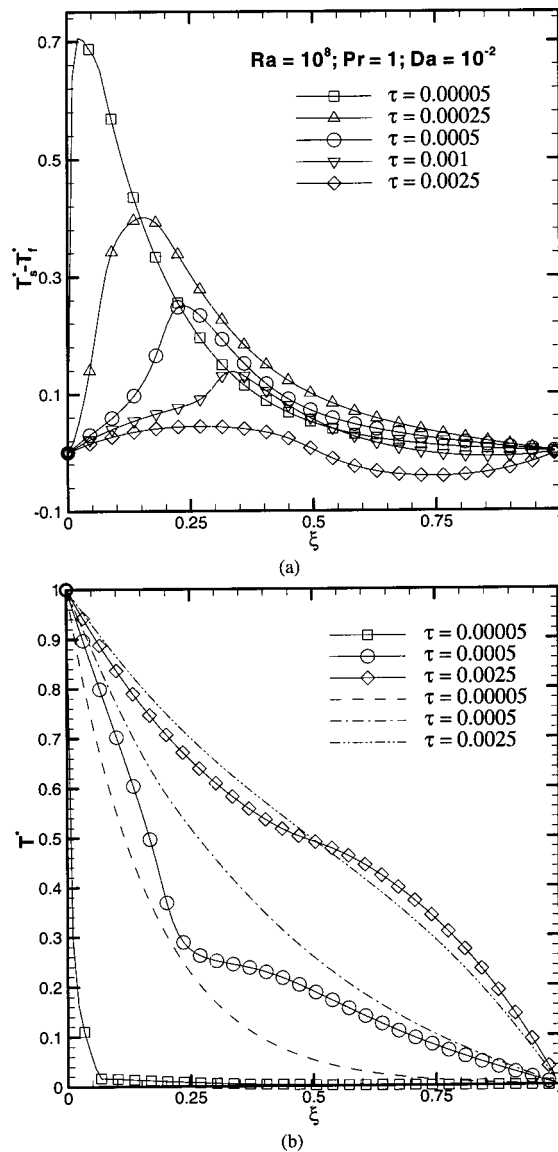 Ra = 10⁸; Pr = 1; Da = 10⁻²
τ = 0.00005
τ = 0.00025
τ = 0.0005
τ = 0.001
τ = 0.0025
0.7
0.5
0.3
0.1
-0.1
T*s-T*f
0
0.25
0.5
0.75
ξ
(a)
τ = 0.00005
τ = 0.0005
τ = 0.0025
τ = 0.00005
τ = 0.0005
τ = 0.0025
1
0.9
0.8
0.7
0.6
0.5
0.4
0.3
0.2
0.1
0
T*
0
0.25
0.5
0.75
ξ
(b)